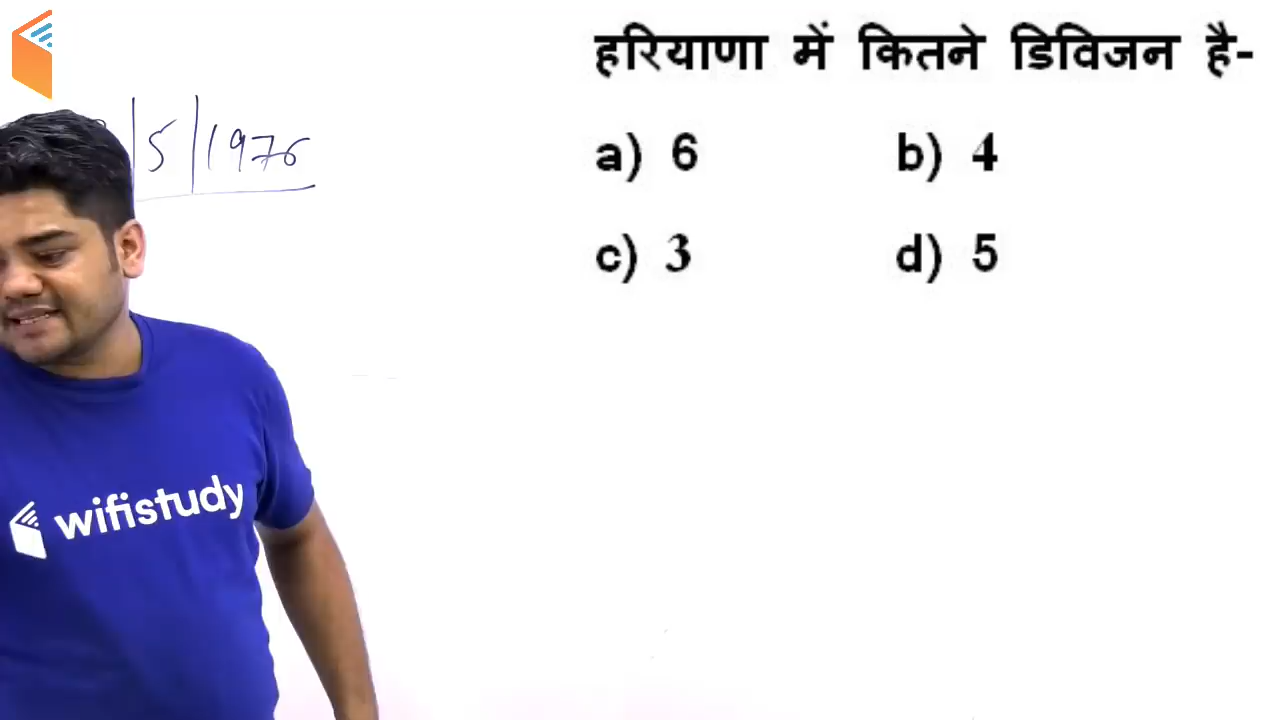 हरियाणा में कितने डिविजन है-
a) 6 b) 4
c) 3 d) 5
5/1976
wifistudy